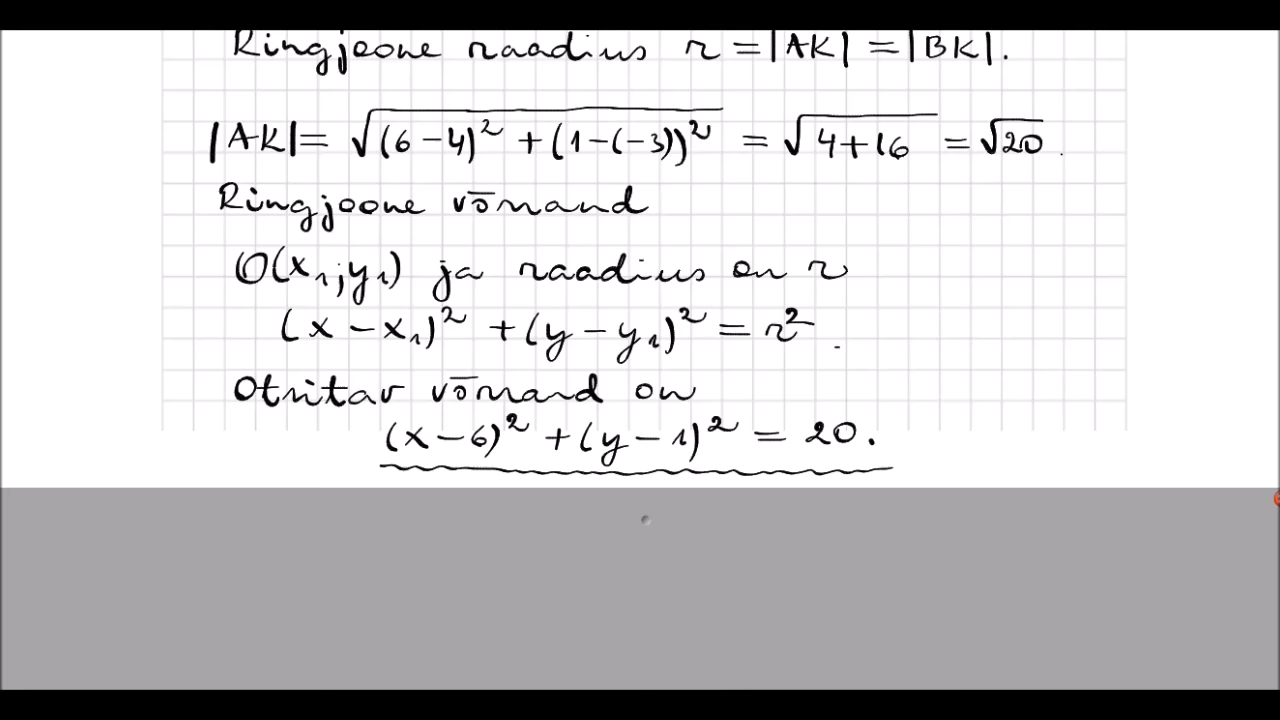 Ringjoone raadius r = |AK| = |BK|.
|AK| = √((6-4)² + (1-(-3))²) = √(4+16) = √20.
Ringjoone võrrand
O(x₁;y₁) ja raadius on r
(x - x₁)² + (y - y₁)² = r².
Otsitav võrrand on
(x-6)² + (y-1)² = 20.